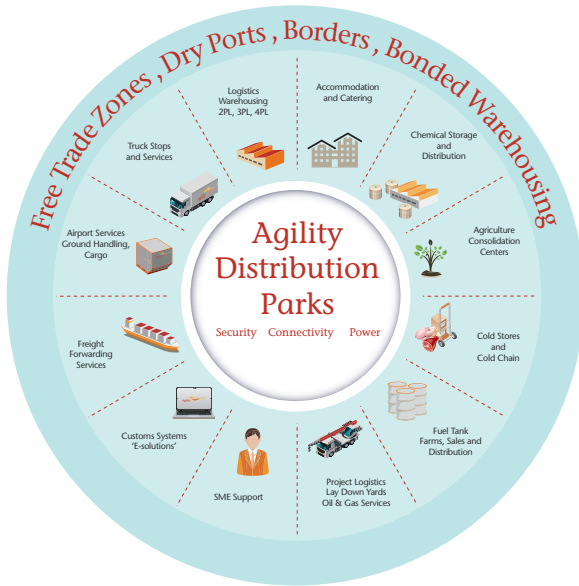 Free Trade Zones , Dry Ports , Borders , Bonded Warehousing
Logistics
Warehousing
2PL, 3PL, 4PL
Accommodation
and Catering
Chemical Storage
and
Distribution
Agriculture
Consolidation
Centers
Cold Stores
and
Cold Chain
Fuel Tank
Farms, Sales and
Distribution
Project Logistics
Lay Down Yards
Oil & Gas Services
SME Support
Customs Systems
'E-solutions'
Freight
Forwarding
Services
Airport Services
Ground Handling,
Cargo
Truck Stops
and Services
Agility
Distribution
Parks
Security Connectivity Power